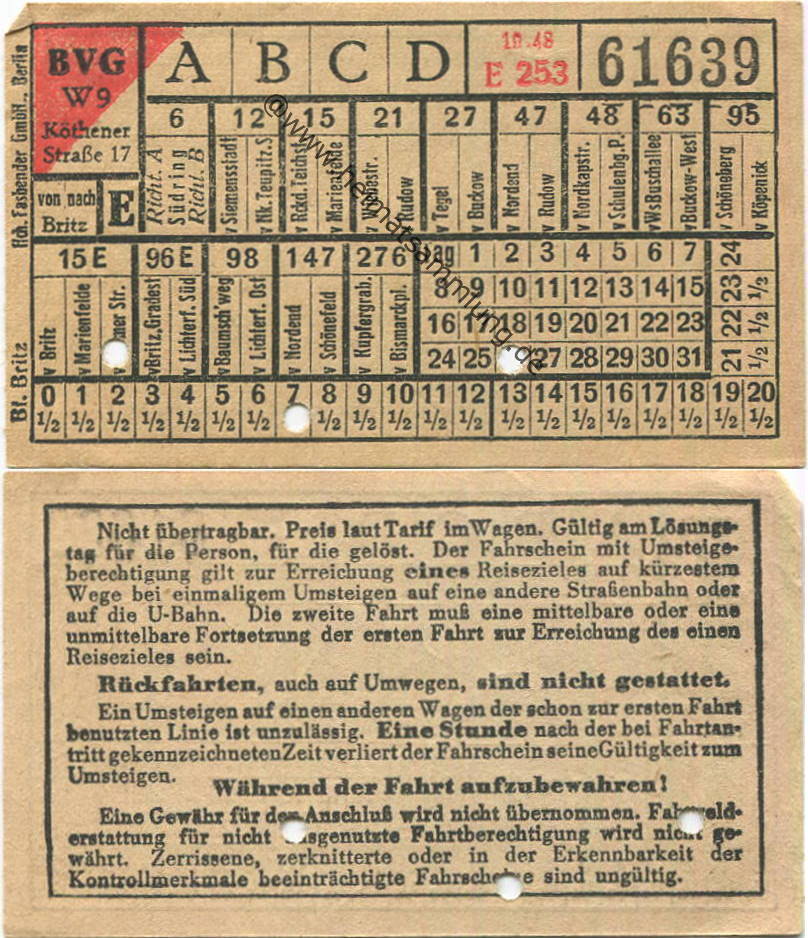 BVG
W9
Köthener
Straße 17
A B C D
10.48
E 253
61639
Rch. Fasbender GmbH., Berlin
von nach
Britz
E
6 12 15 21 27 47 48 63 95
Richt. A
Südring
Richt. B
v Siemensstadt
v Nk. Teupitz.S
v Rckd. Teichst
v Marienfelde
v Rudow
v Tegel
v Buckow
v Nordend
v Rudow
v Nordkapstr.
v Schulenbg. P.
v WsBuschallee
v Buckow-West
v Schöneberg
v Köpenick
15 E 96 E 98 147 276
v Britz
v Marienfelde
v Britz, Gradest
v Lichterf. Süd
v Baumsch'weg
v Lichterf. Ost
v Nordend
v Schönefeld
v Kupfergrab.
v Bismarckpl.
1 2 3 4 5 6 7
8 9 10 11 12 13 14 15
16 17 18 19 20 21 22 23
24 25 27 28 29 30 31
24
23 ½
22 ½
21 ½
Bf. Britz
0 1 2 3 4 5 6 7 8 9 10 11 12 13 14 15 16 17 18 19 20
½ ½ ½ ½ ½ ½ ½ ½ ½ ½ ½ ½ ½ ½ ½ ½ ½ ½ ½ ½
@www.heimatsammlung.de
Nicht übertragbar. Preis laut Tarif im Wagen. Gültig am Lösungs-
tag für die Person, für die gelöst. Der Fahrschein mit Umsteige-
berechtigung gilt zur Erreichung eines Reisezieles auf kürzestem
Wege bei einmaligem Umsteigen auf eine andere Straßenbahn oder
auf die U-Bahn. Die zweite Fahrt muß eine mittelbare oder eine
unmittelbare Fortsetzung der ersten Fahrt zur Erreichung des einen
Reisezieles sein.
Rückfahrten, auch auf Umwegen, sind nicht gestattet.
Ein Umsteigen auf einen anderen Wagen der schon zur ersten Fahrt
benutzten Linie ist unzulässig. Eine Stunde nach der bei Fahrtan-
tritt gekennzeichneten Zeit verliert der Fahrschein seine Gültigkeit zum
Umsteigen.
Während der Fahrt aufzubewahren!
Eine Gewähr für den Anschluß wird nicht übernommen. Fahrgeld-
erstattung für nicht ausgenutzte Fahrtberechtigung wird nicht ge-
währt. Zerrissene, zerknitterte oder in der Erkennbarkeit der
Kontrollmerkmale beeinträchtigte Fahrscheine sind ungültig.